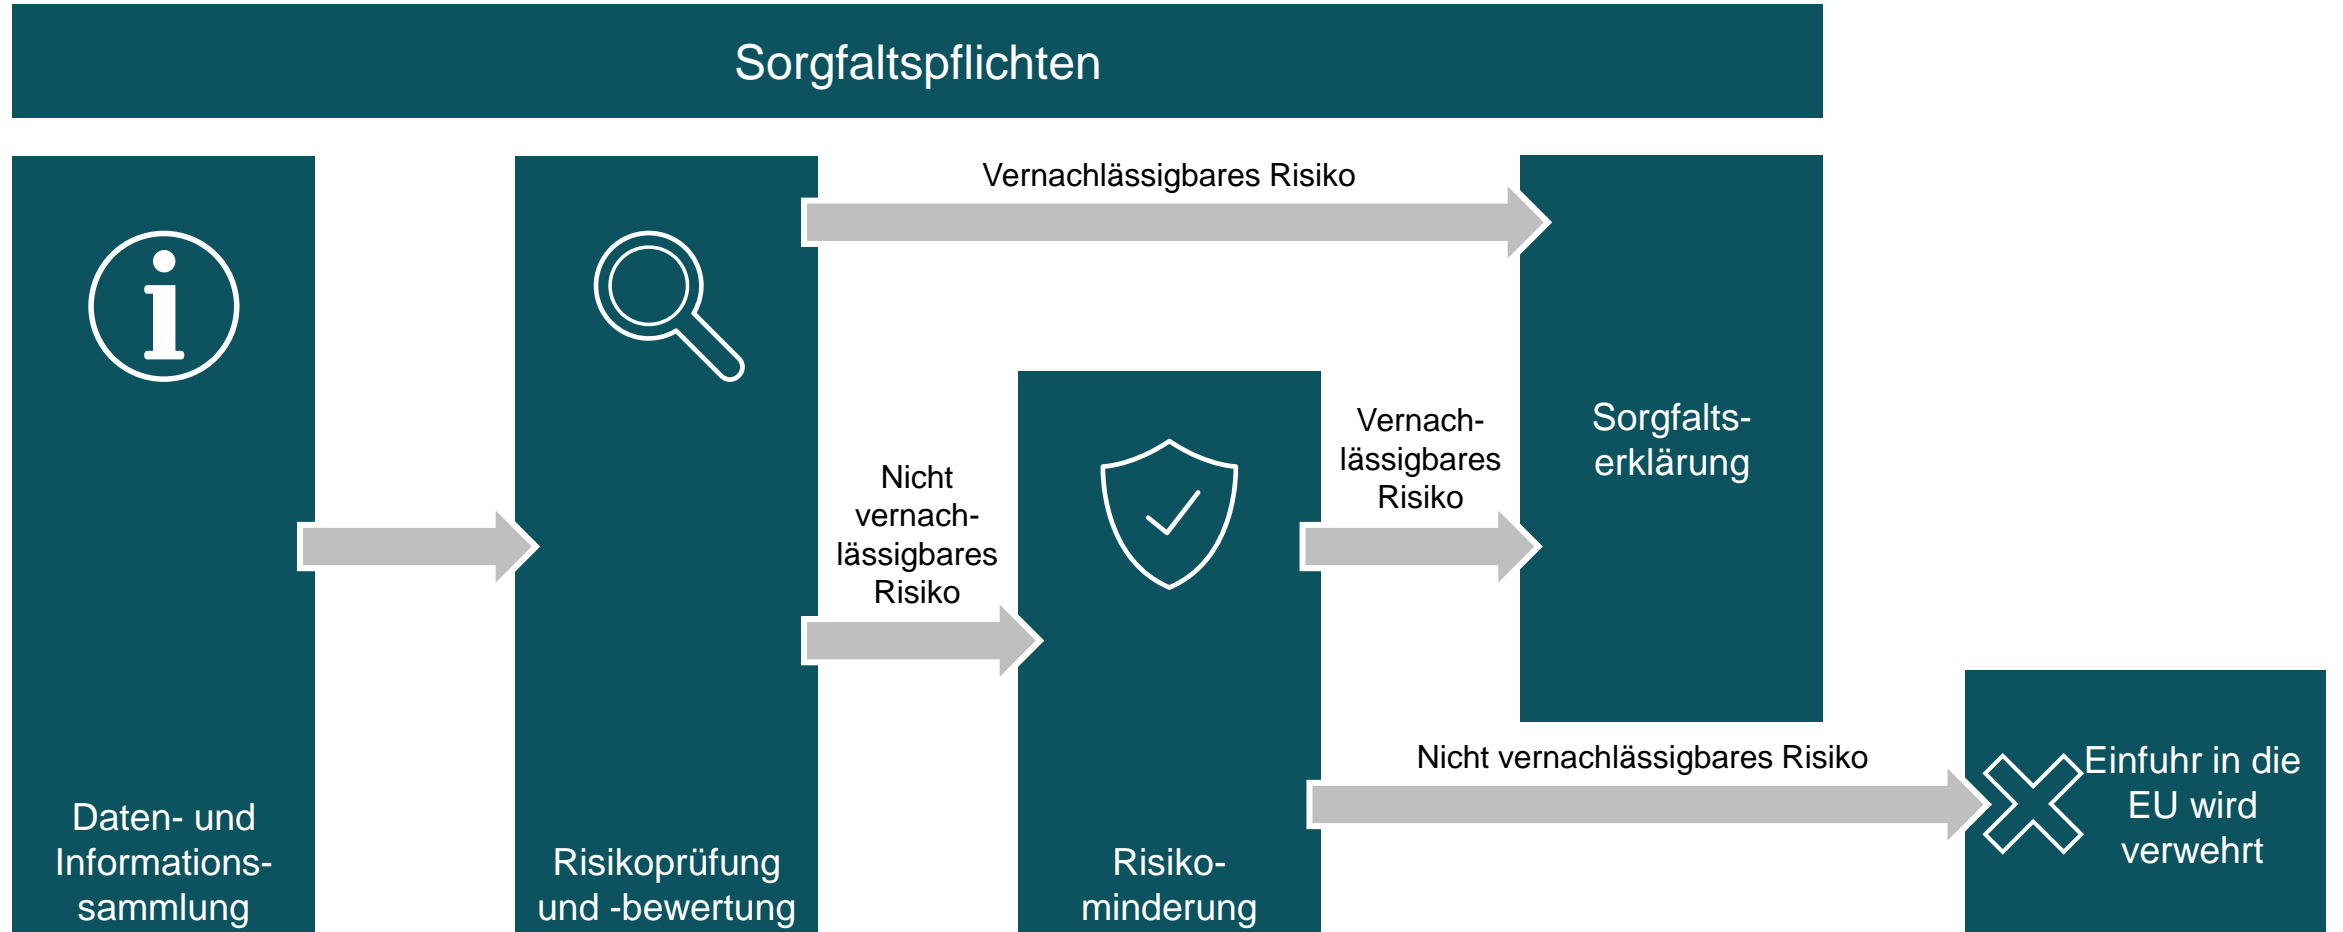 Sorgfaltspflichten
Daten- und
Informations-
sammlung
Risikoprüfung
und -bewertung
Vernachlässigbares Risiko
Nicht
vernach-
lässigbares
Risiko
Risiko-
minderung
Vernach-
lässigbares
Risiko
Sorgfalts-
erklärung
Nicht vernachlässigbares Risiko
Einfuhr in die
EU wird
verwehrt